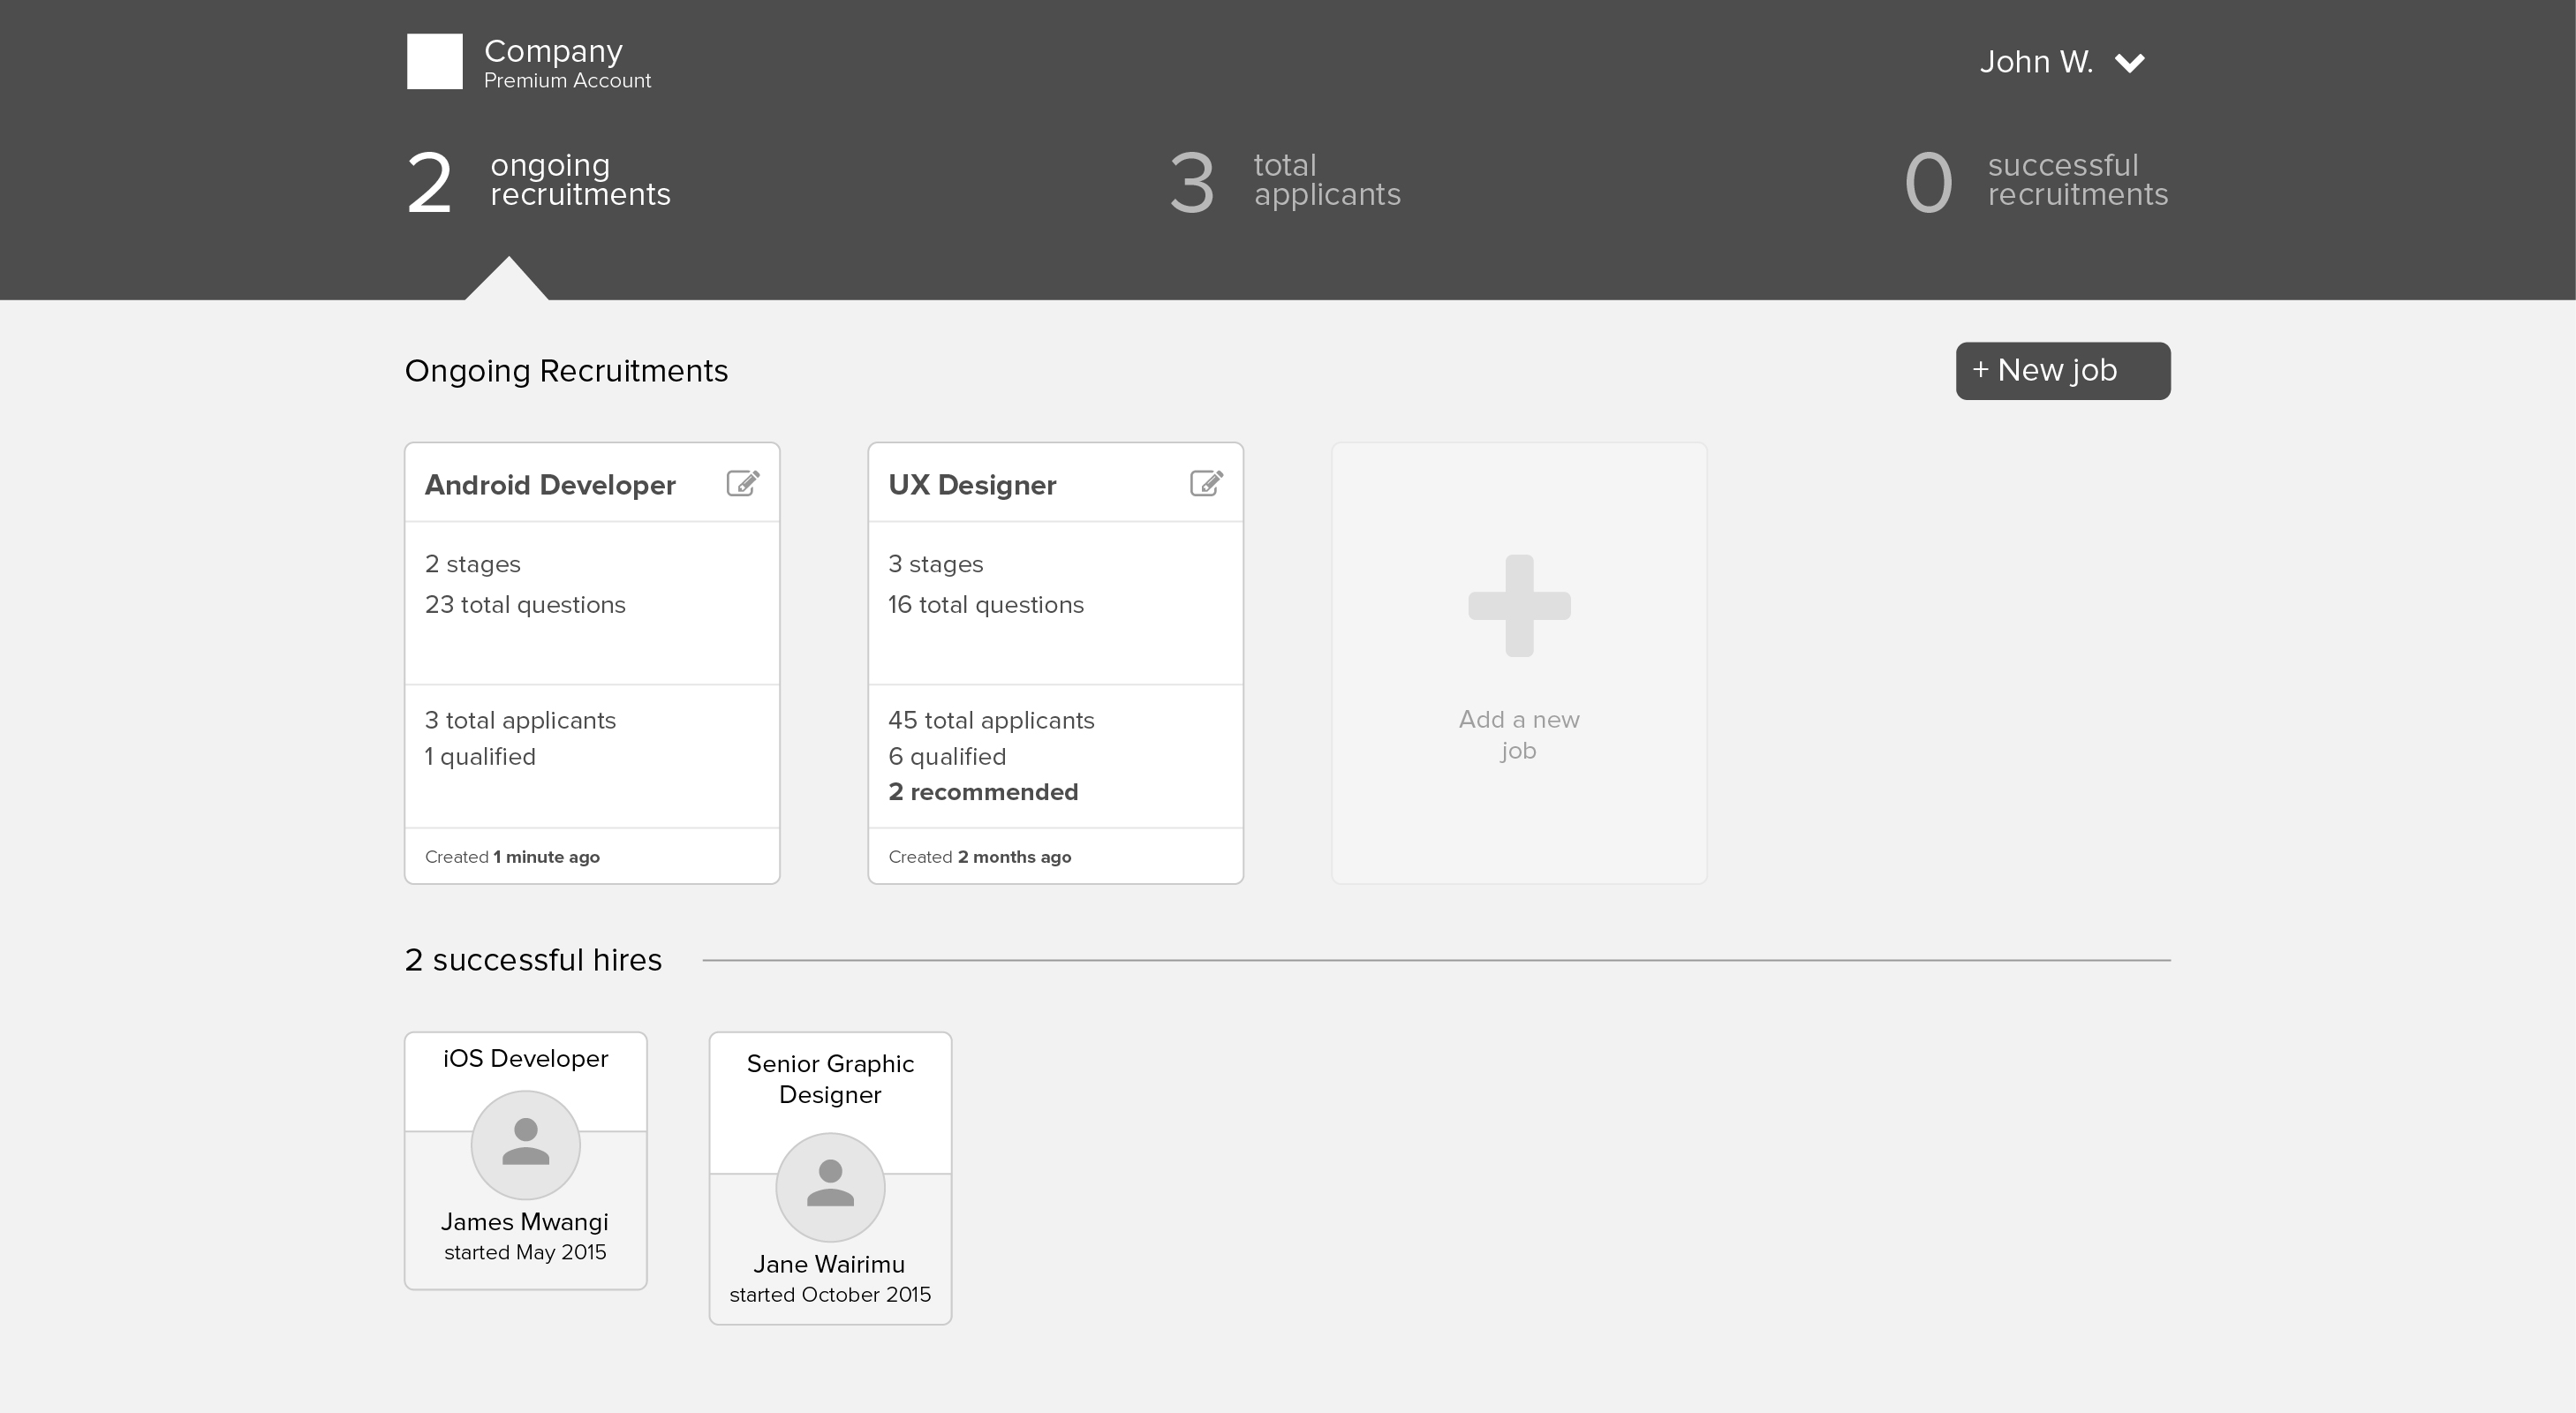 Company
Premium Account
John W.
2 ongoing
recruitments
3 total
applicants
0 successful
recruitments
Ongoing Recruitments
+ New job
Android Developer
2 stages
23 total questions
3 total applicants
1 qualified
Created 1 minute ago
UX Designer
3 stages
16 total questions
45 total applicants
6 qualified
2 recommended
Created 2 months ago
Add a new
job
2 successful hires
iOS Developer
James Mwangi
started May 2015
Senior Graphic
Designer
Jane Wairimu
started October 2015